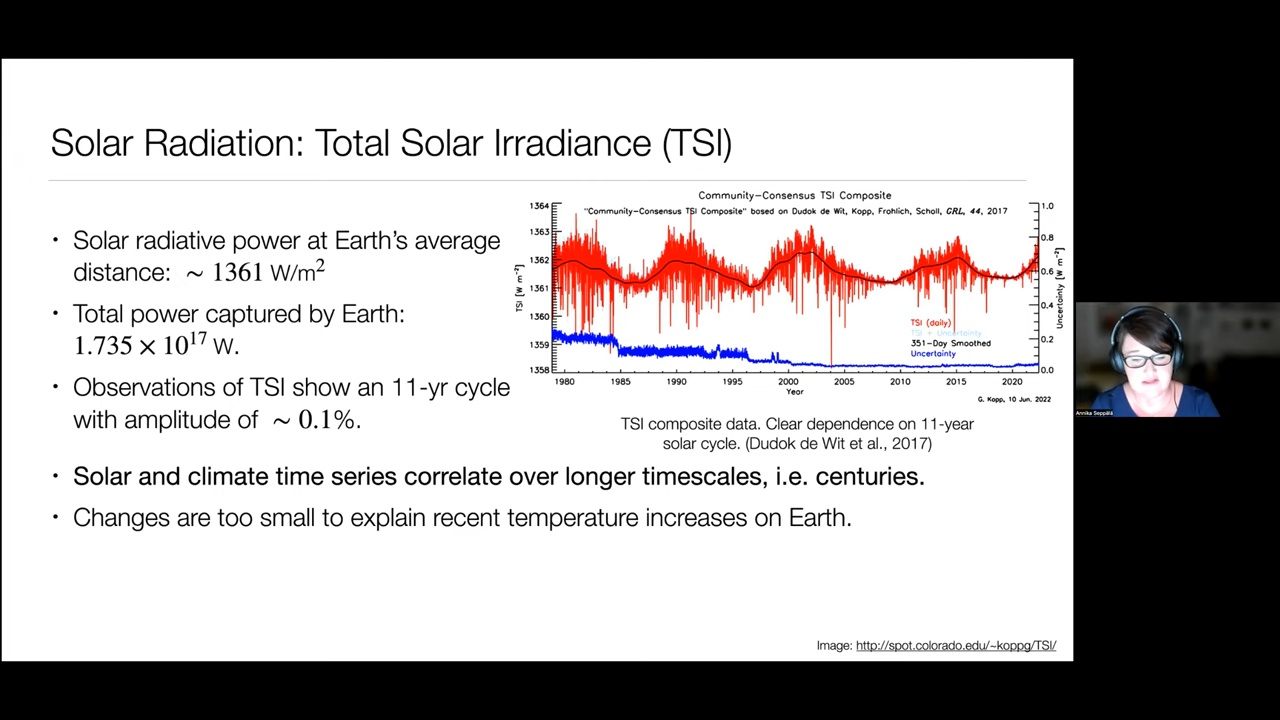 Solar Radiation: Total Solar Irradiance (TSI)
• Solar radiative power at Earth's average
distance: ∼ 1361 W/m²
• Total power captured by Earth:
1.735 × 10¹⁷ W.
• Observations of TSI show an 11-yr cycle
with amplitude of ∼ 0.1%.
• Solar and climate time series correlate over longer timescales, i.e. centuries.
• Changes are too small to explain recent temperature increases on Earth.
Community-Consensus TSI Composite
"Community-Consensus TSI Composite" based on Dudok de Wit, Kopp, Frohlich, Scholl, GRL, 44, 2017
1364
1363
1362
1361
1360
1359
1358
TSI [W m⁻²]
1.0
0.8
0.6
0.4
0.2
0.0
Uncertainty [W m⁻²]
TSI (daily)
TSI + Uncertainty
351-Day Smoothed
Uncertainty
1980 1985 1990 1995 2000 2005 2010 2015 2020
Year
G. Kopp, 10 Jun. 2022
TSI composite data. Clear dependence on 11-year
solar cycle. (Dudok de Wit et al., 2017)
Image: http://spot.colorado.edu/~koppg/TSI/
Annika Seppälä